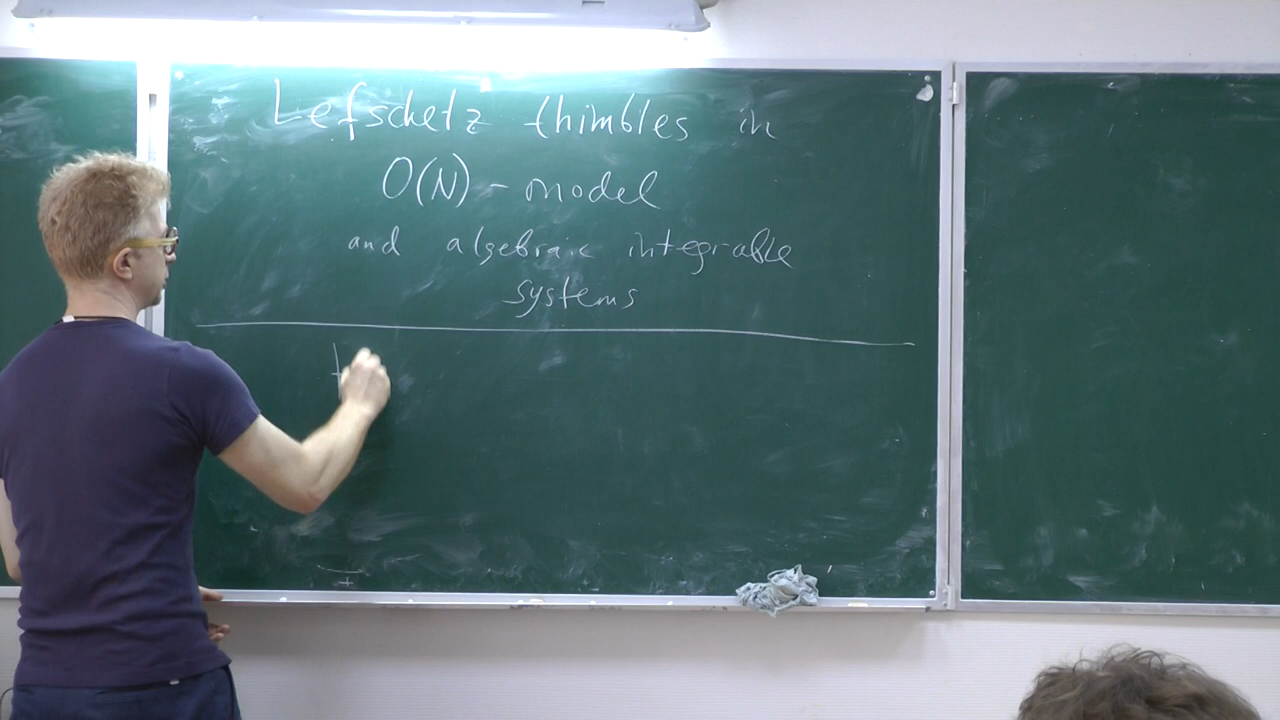 Lefschetz thimbles in
O(N) - model
and algebraic integrable
systems